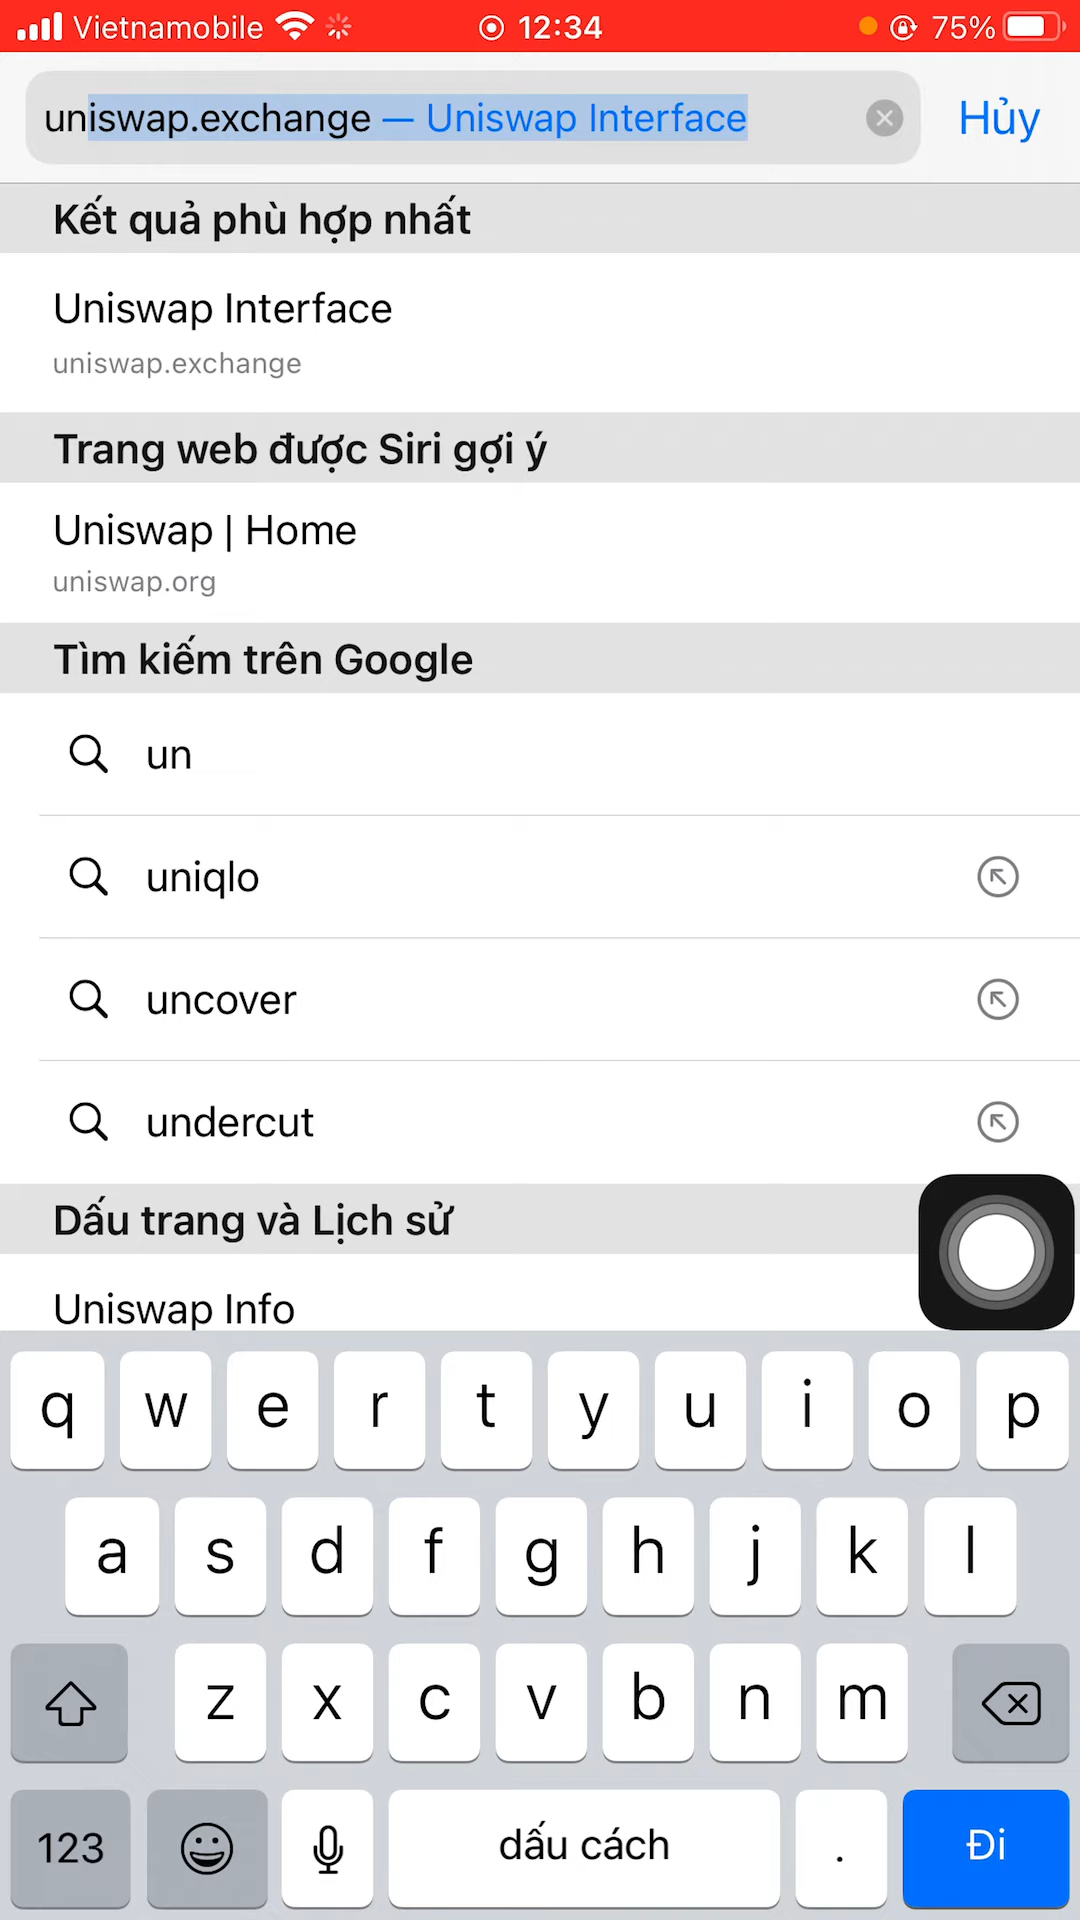 Vietnamobile 12:34 75%
uniswap.exchange — Uniswap Interface Hủy
Kết quả phù hợp nhất
Uniswap Interface
uniswap.exchange
Trang web được Siri gợi ý
Uniswap | Home
uniswap.org
Tìm kiếm trên Google
un
uniqlo
uncover
undercut
Dấu trang và Lịch sử
Uniswap Info
q w e r t y u i o p
a s d f g h j k l
z x c v b n m
123 dấu cách . Đi